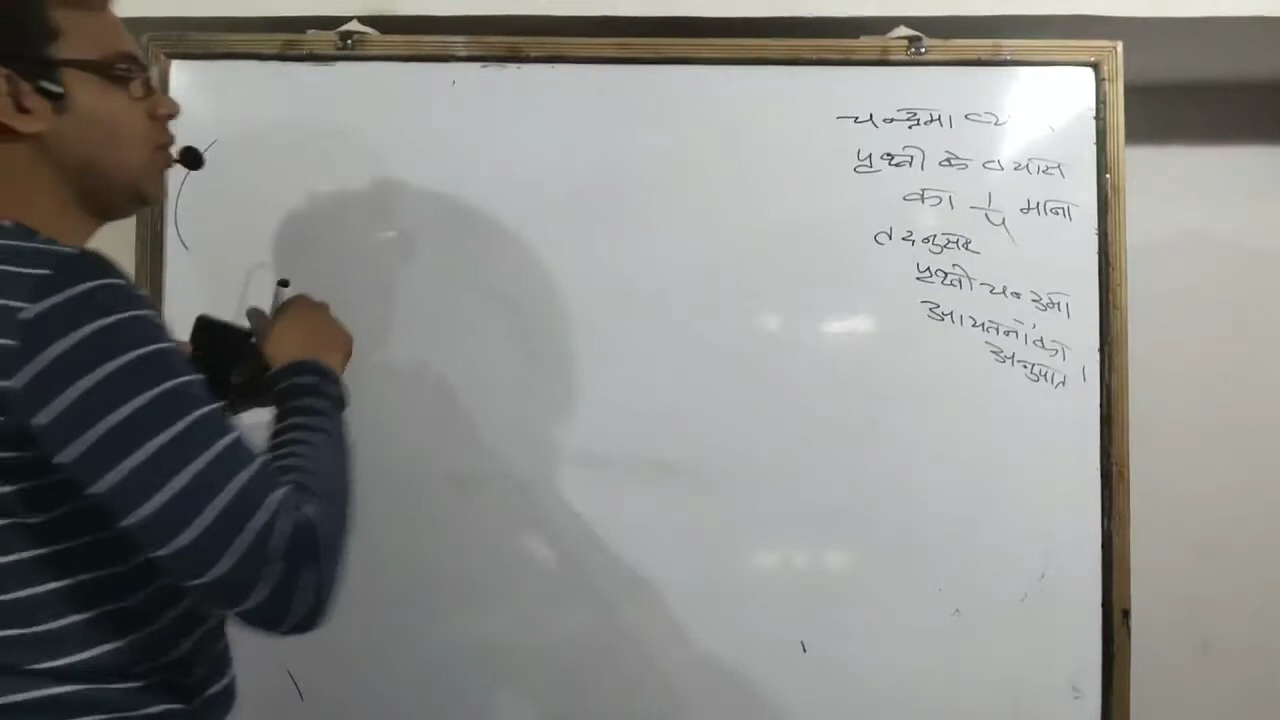 चन्द्रमा व्य
पृथ्वी के व्यास
का 1/4 माना
तदनुसार
पृथ्वी चन्द्रमा
आयतनों का
अनुपात।